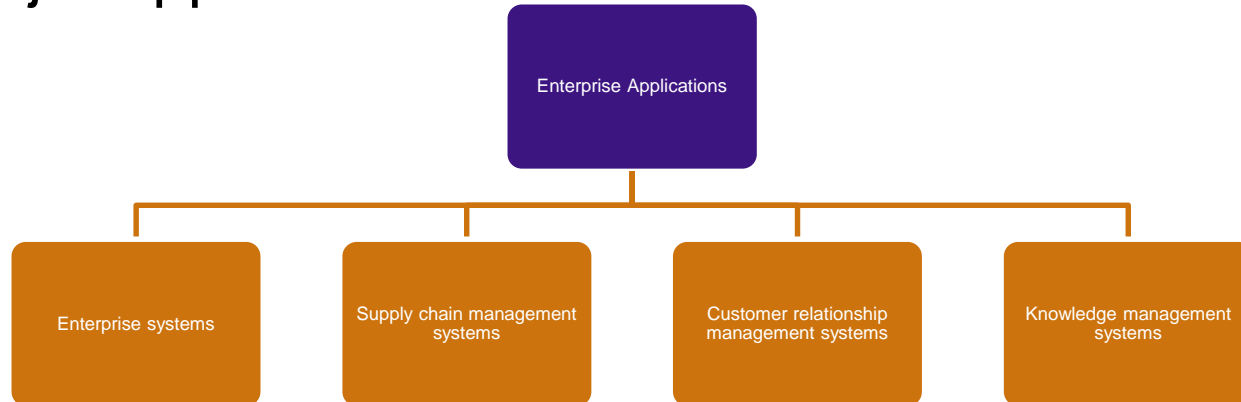 Enterprise Applications
Enterprise systems
Supply chain management
systems
Customer relationship
management systems
Knowledge management
systems